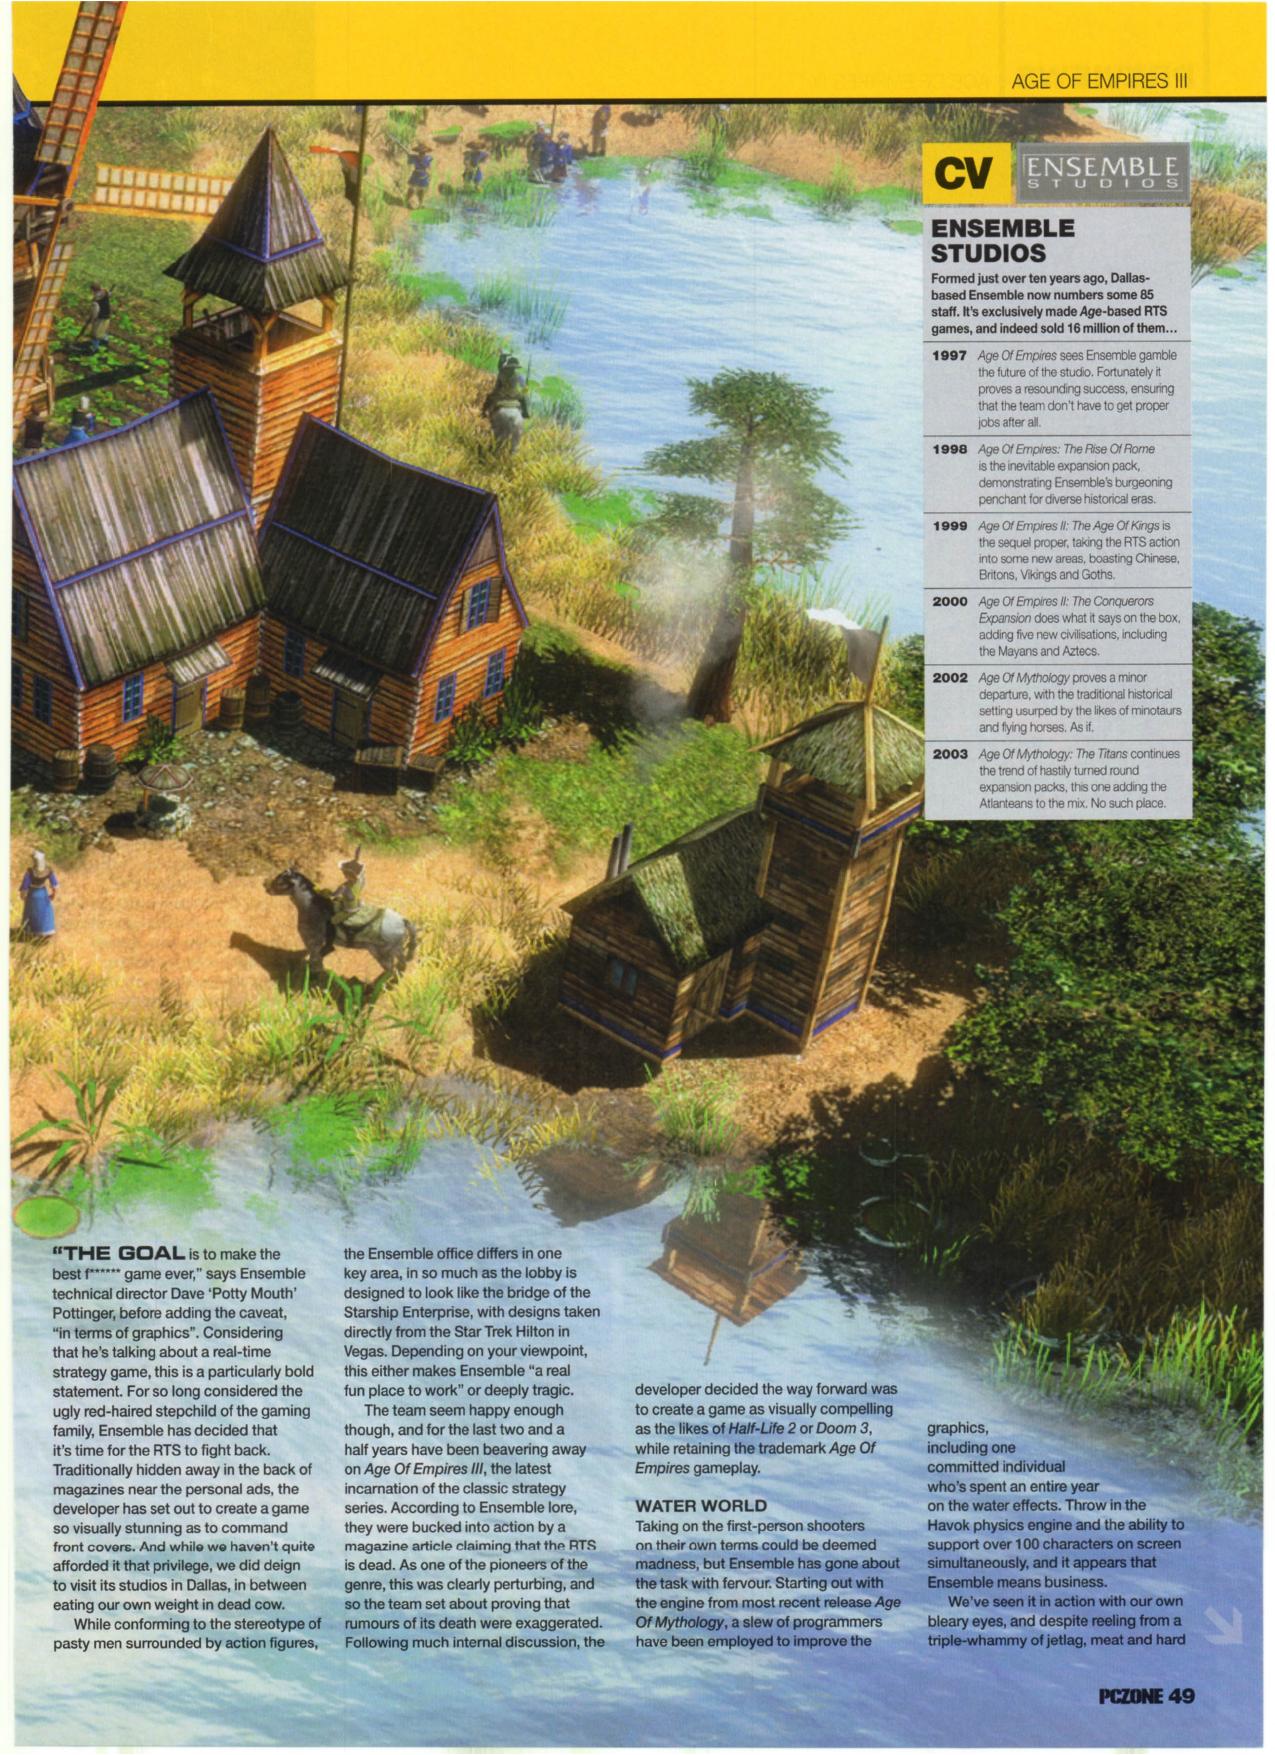 AGE OF EMPIRES III
CV
ENSEMBLE
STUDIOS
ENSEMBLE
STUDIOS
Formed just over ten years ago, Dallas-
based Ensemble now numbers some 85
staff. It's exclusively made Age-based RTS
games, and indeed sold 16 million of them...
1997 Age Of Empires sees Ensemble gamble
the future of the studio. Fortunately it
proves a resounding success, ensuring
that the team don't have to get proper
jobs after all.
1998 Age Of Empires: The Rise Of Rome
is the inevitable expansion pack,
demonstrating Ensemble's burgeoning
penchant for diverse historical eras.
1999 Age Of Empires II: The Age Of Kings is
the sequel proper, taking the RTS action
into some new areas, boasting Chinese,
Britons, Vikings and Goths.
2000 Age Of Empires II: The Conquerors
Expansion does what it says on the box,
adding five new civilisations, including
the Mayans and Aztecs.
2002 Age Of Mythology proves a minor
departure, with the traditional historical
setting usurped by the likes of minotaurs
and flying horses. As if.
2003 Age Of Mythology: The Titans continues
the trend of hastily turned round
expansion packs, this one adding the
Atlanteans to the mix. No such place.
"THE GOAL is to make the
best f****** game ever," says Ensemble
technical director Dave 'Potty Mouth'
Pottinger, before adding the caveat,
"in terms of graphics". Considering
that he's talking about a real-time
strategy game, this is a particularly bold
statement. For so long considered the
ugly red-haired stepchild of the gaming
family, Ensemble has decided that
it's time for the RTS to fight back.
Traditionally hidden away in the back of
magazines near the personal ads, the
developer has set out to create a game
so visually stunning as to command
front covers. And while we haven't quite
afforded it that privilege, we did deign
to visit its studios in Dallas, in between
eating our own weight in dead cow.
While conforming to the stereotype of
pasty men surrounded by action figures,
the Ensemble office differs in one
key area, in so much as the lobby is
designed to look like the bridge of the
Starship Enterprise, with designs taken
directly from the Star Trek Hilton in
Vegas. Depending on your viewpoint,
this either makes Ensemble "a real
fun place to work" or deeply tragic.
The team seem happy enough
though, and for the last two and a
half years have been beavering away
on Age Of Empires III, the latest
incarnation of the classic strategy
series. According to Ensemble lore,
they were bucked into action by a
magazine article claiming that the RTS
is dead. As one of the pioneers of the
genre, this was clearly perturbing, and
so the team set about proving that
rumours of its death were exaggerated.
Following much internal discussion, the
developer decided the way forward was
to create a game as visually compelling
as the likes of Half-Life 2 or Doom 3,
while retaining the trademark Age Of
Empires gameplay.
WATER WORLD
Taking on the first-person shooters
on their own terms could be deemed
madness, but Ensemble has gone about
the task with fervour. Starting out with
the engine from most recent release Age
Of Mythology, a slew of programmers
have been employed to improve the
graphics,
including one
committed individual
who's spent an entire year
on the water effects. Throw in the
Havok physics engine and the ability to
support over 100 characters on screen
simultaneously, and it appears that
Ensemble means business.
We've seen it in action with our own
bleary eyes, and despite reeling from a
triple-whammy of jetlag, meat and hard
PCZONE 49